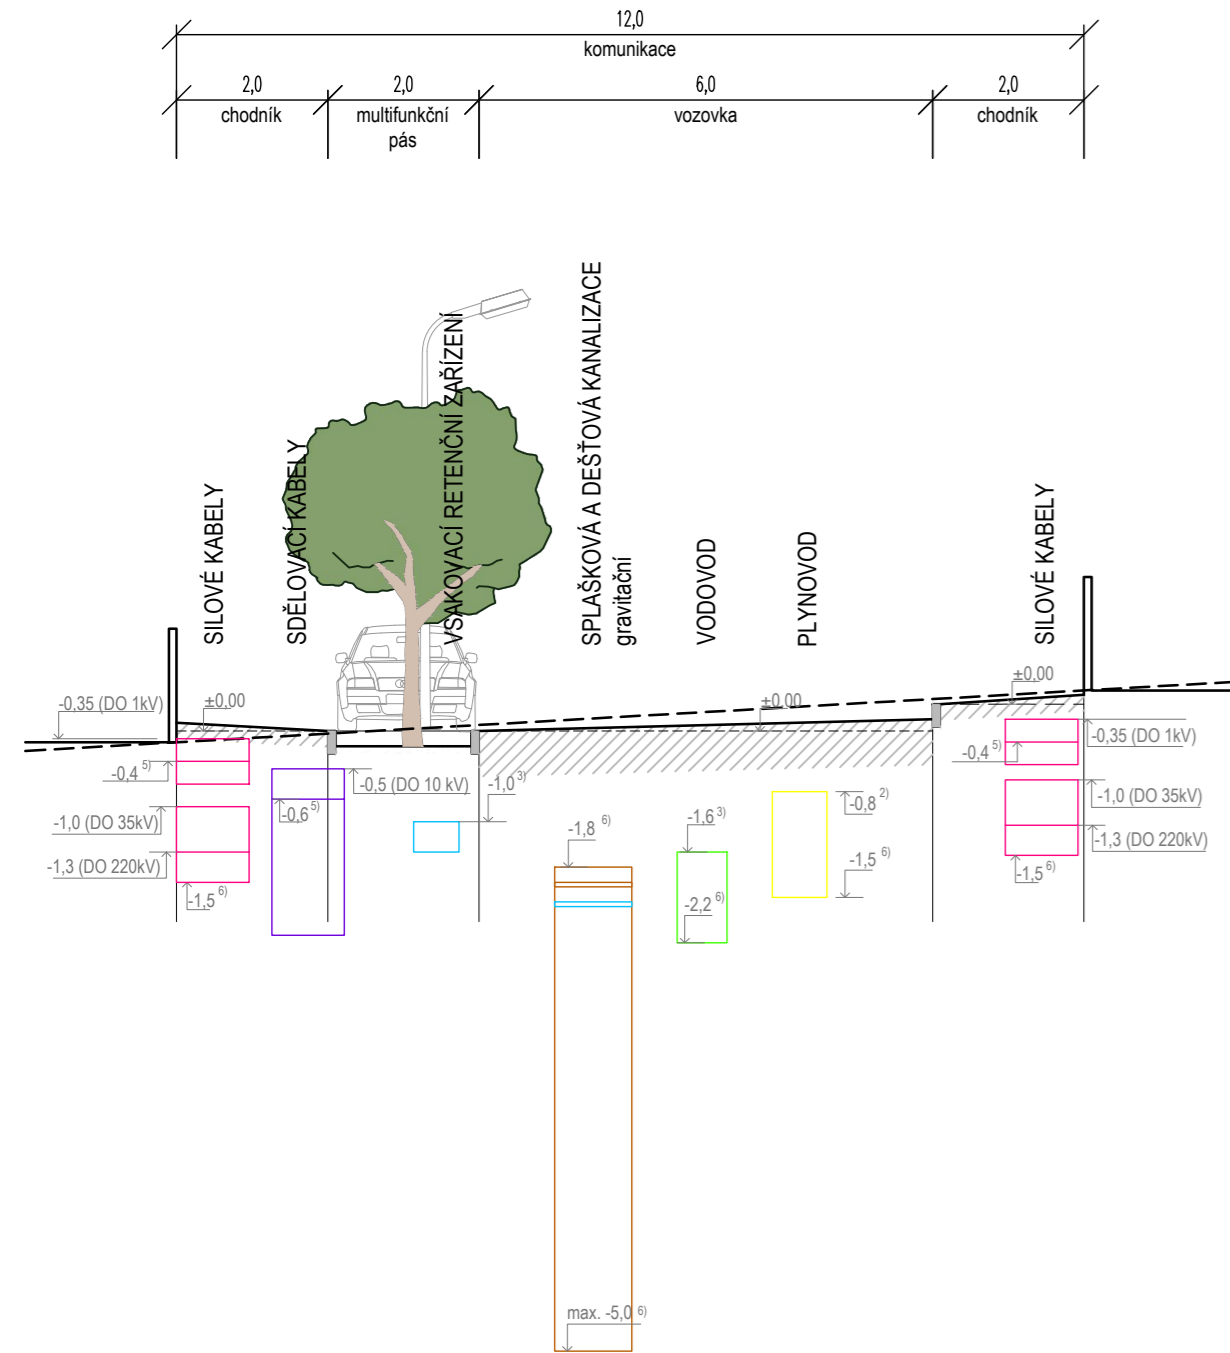 12,0
komunikace
2,0
chodník
2,0
multifunkční
pás
6,0
vozovka
2,0
chodník
SILOVÉ KABELY
SDĚLOVACÍ KABELY
VSAKOVACÍ RETENČNÍ ZAŘÍZENÍ
SPLAŠKOVÁ A DEŠŤOVÁ KANALIZACE
gravitační
VODOVOD
PLYNOVOD
SILOVÉ KABELY
-0,35 (DO 1kV)
±0,00
-0,4 5)
-1,0 (DO 35kV)
-1,3 (DO 220kV)
-1,5 6)
-0,5 (DO 10 kV)
-0,6 5)
-1,0 3)
-1,8 6)
max. -5,0 6)
-1,6 3)
-2,2 6)
±0,00
-0,8 2)
-1,5 6)
±0,00
-0,35 (DO 1kV)
-0,4 5)
-1,0 (DO 35kV)
-1,3 (DO 220kV)
-1,5 6)